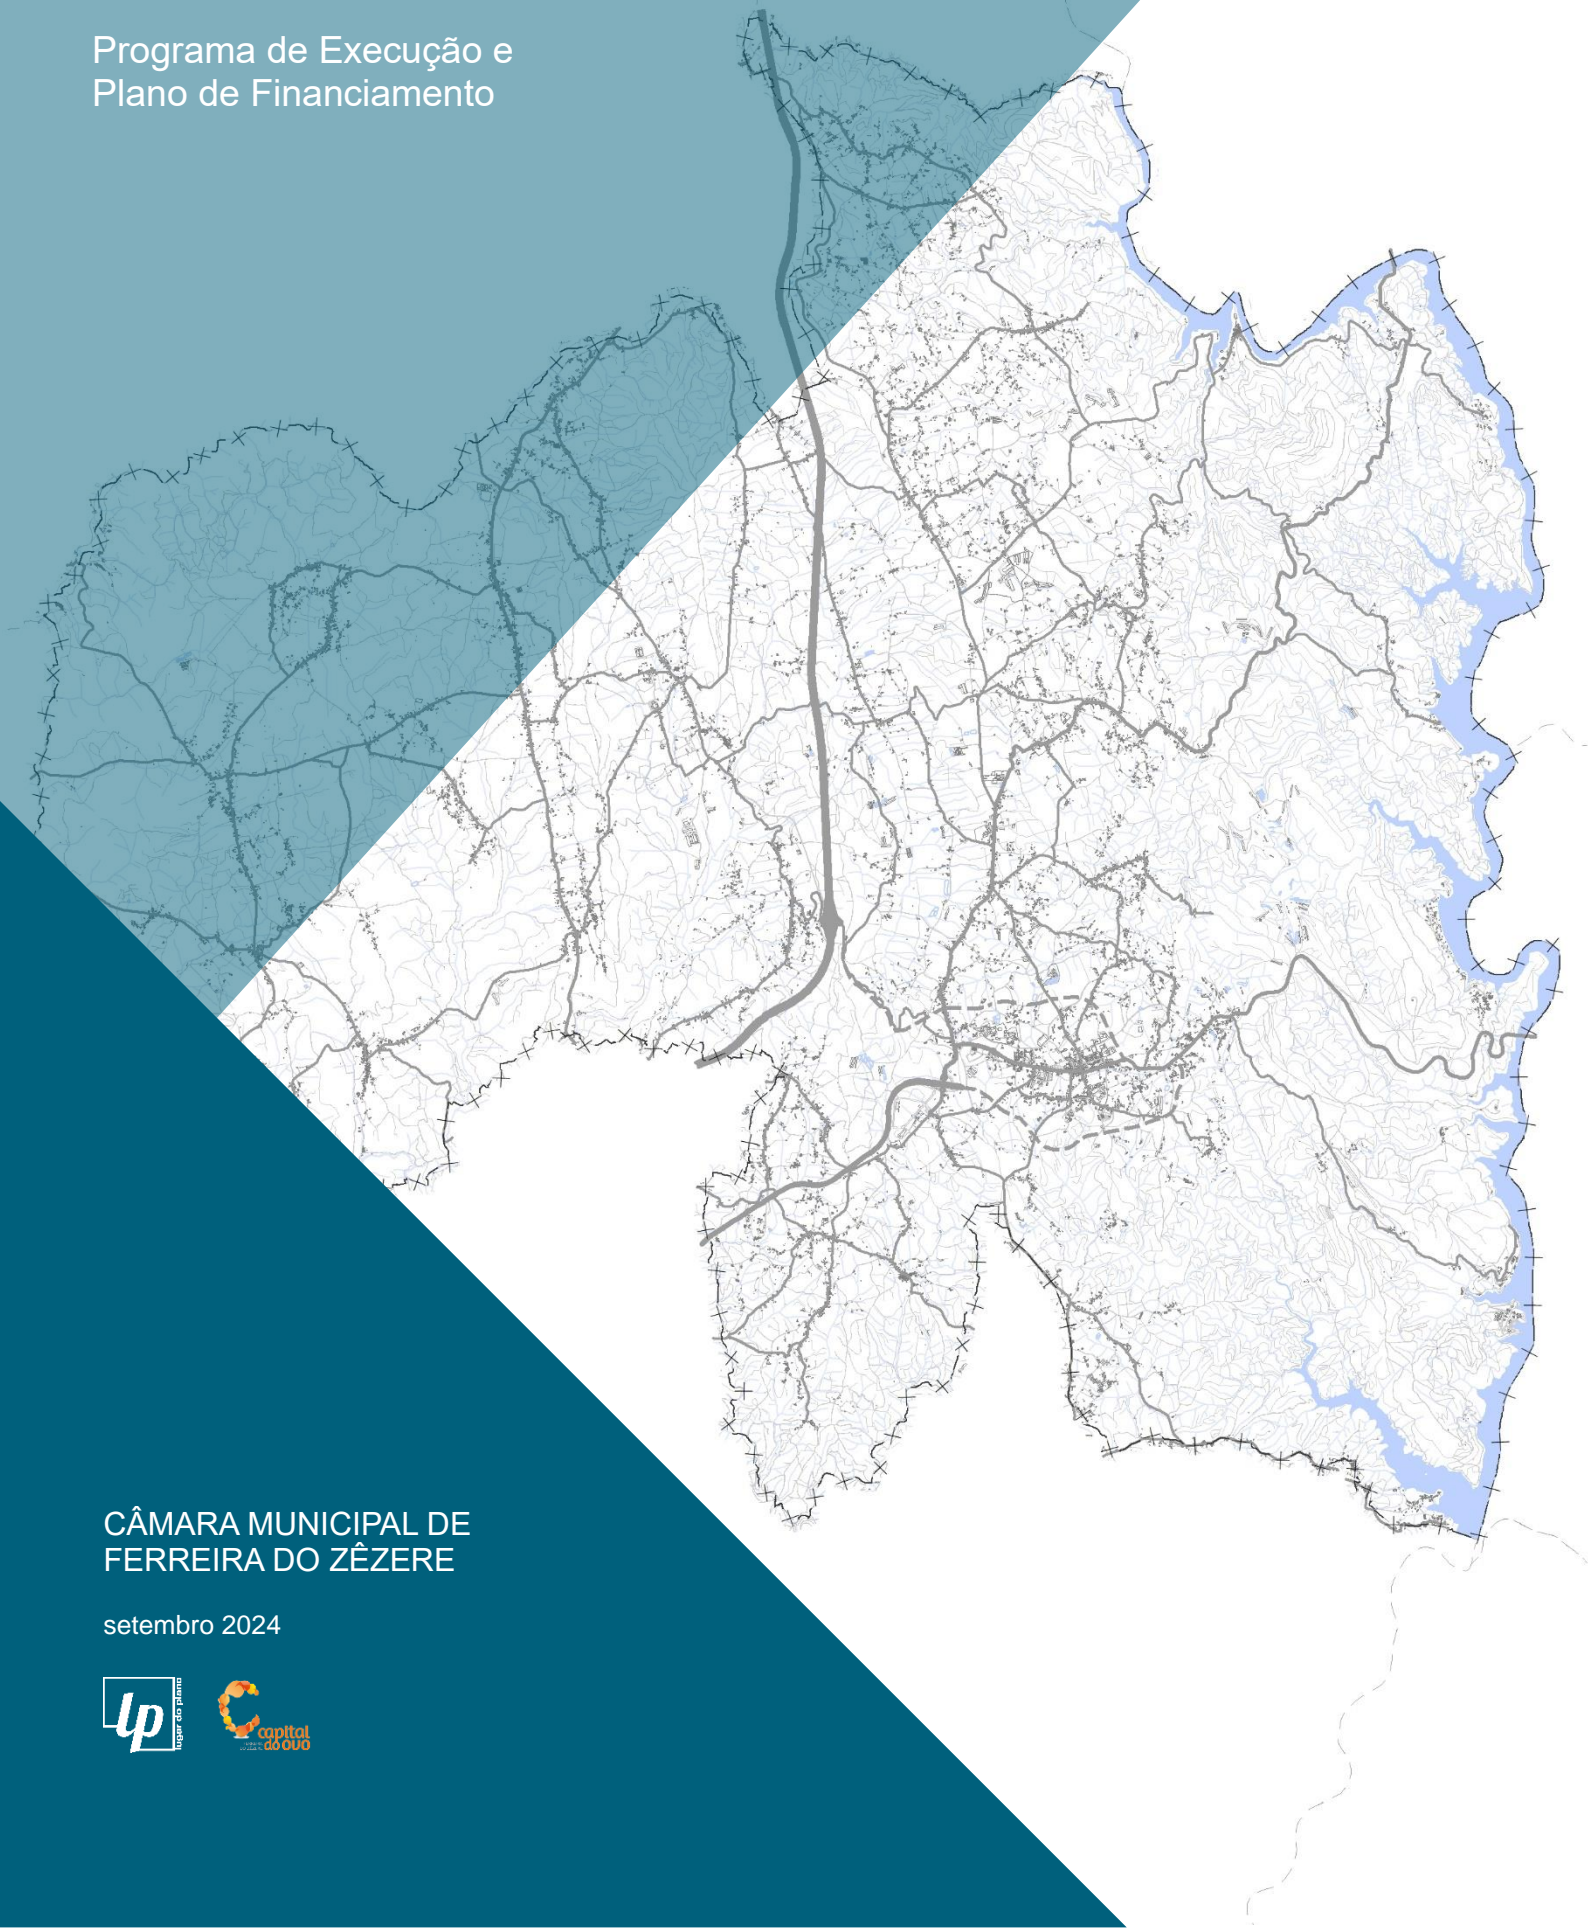 Programa de Execução e
Plano de Financiamento
CÂMARA MUNICIPAL DE
FERREIRA DO ZÊZERE
setembro 2024
lp
lugar do plano
capital
do ovo